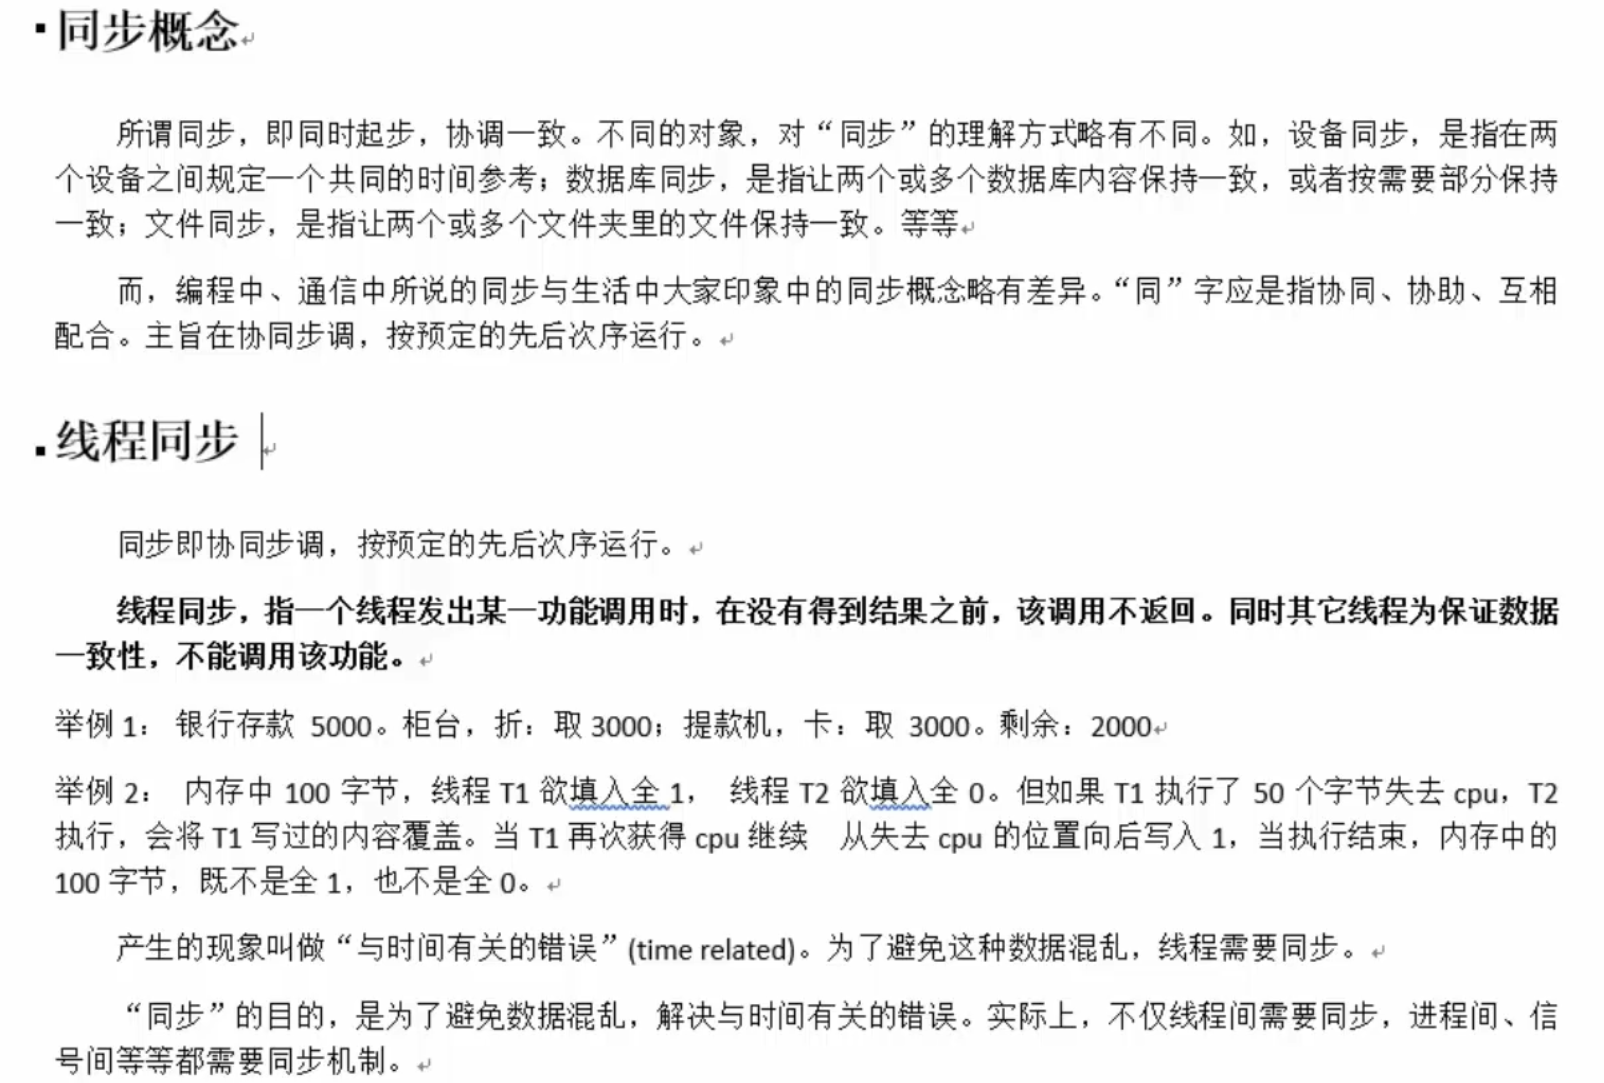 同步概念
所谓同步，即同时起步，协调一致。不同的对象，对“同步”的理解方式略有不同。如，设备同步，是指在两
个设备之间规定一个共同的时间参考；数据库同步，是指让两个或多个数据库内容保持一致，或者按需要部分保持
一致；文件同步，是指让两个或多个文件夹里的文件保持一致。等等
而，编程中、通信中所说的同步与生活中大家印象中的同步概念略有差异。“同”字应是指协同、协助、互相
配合。主旨在协同步调，按预定的先后次序运行。
线程同步
同步即协同步调，按预定的先后次序运行。
线程同步，指一个线程发出某一功能调用时，在没有得到结果之前，该调用不返回。同时其它线程为保证数据
一致性，不能调用该功能。
举例 1： 银行存款 5000。柜台，折：取 3000；提款机，卡：取 3000。剩余：2000
举例 2： 内存中 100 字节，线程 T1 欲填入全 1， 线程 T2 欲填入全 0。但如果 T1 执行了 50 个字节失去 cpu，T2
执行，会将 T1 写过的内容覆盖。当 T1 再次获得 cpu 继续 从失去 cpu 的位置向后写入 1，当执行结束，内存中的
100 字节，既不是全 1，也不是全 0。
产生的现象叫做“与时间有关的错误”(time related)。为了避免这种数据混乱，线程需要同步。
“同步”的目的，是为了避免数据混乱，解决与时间有关的错误。实际上，不仅线程间需要同步，进程间、信
号间等等都需要同步机制。